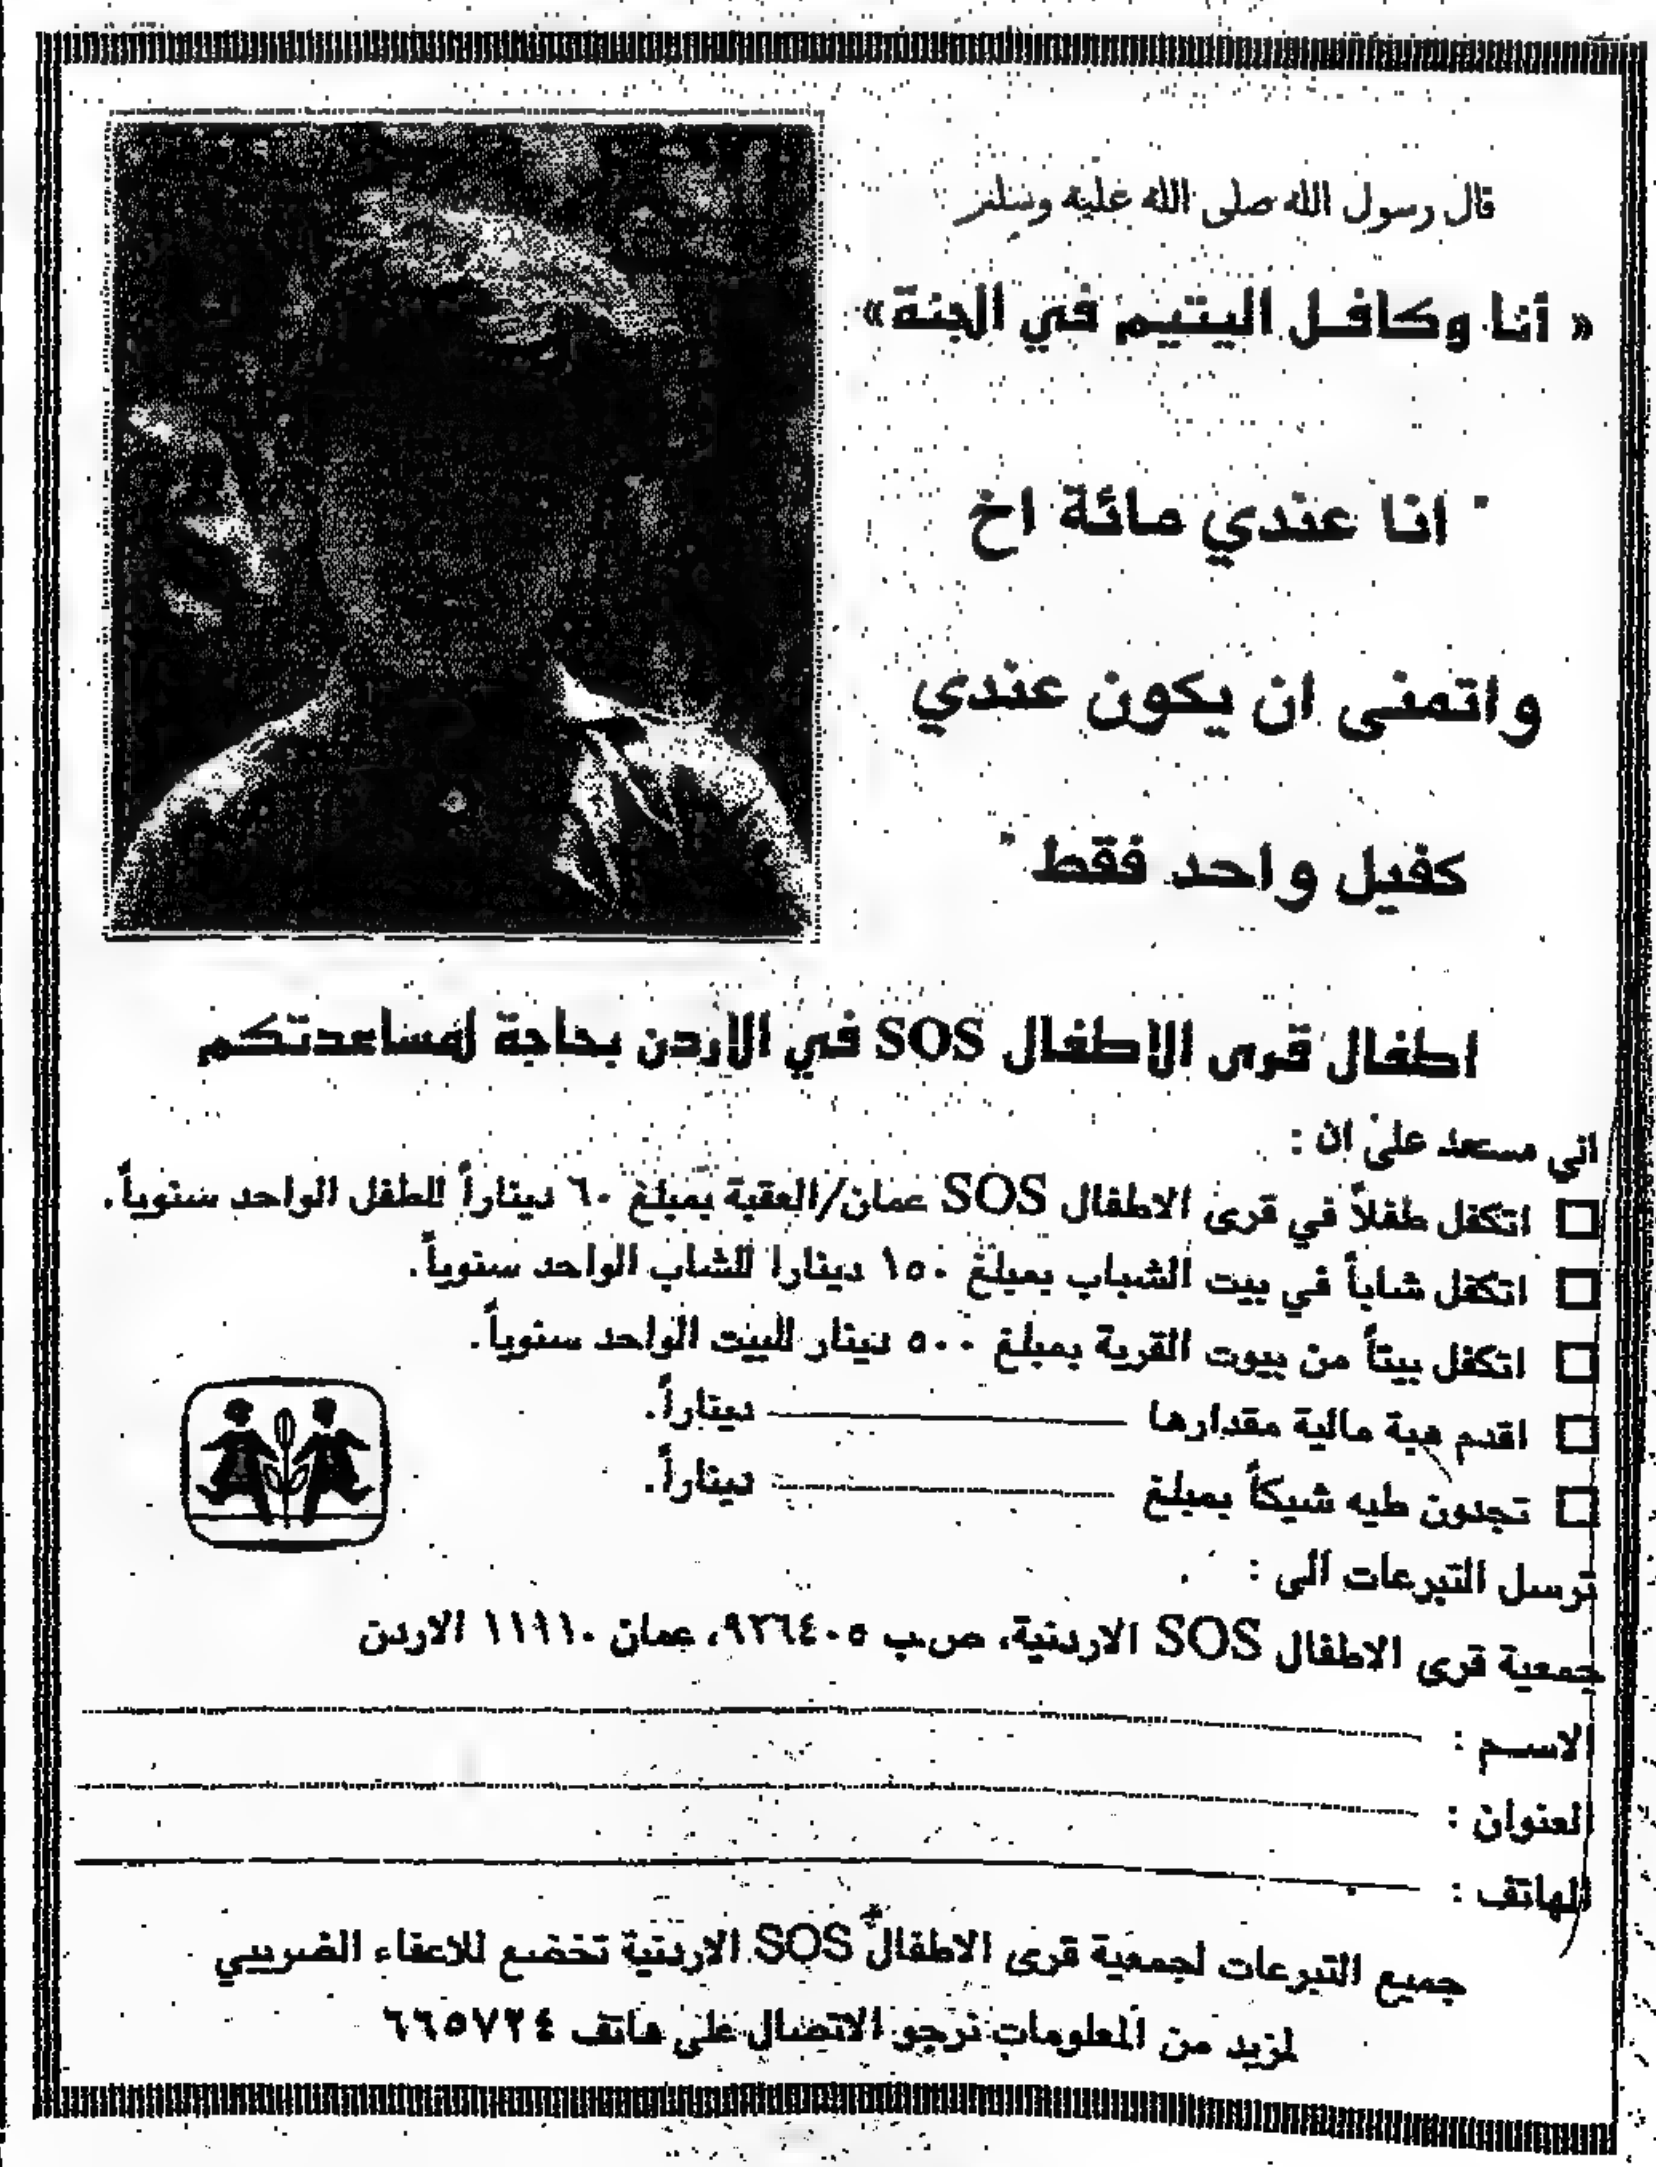 قال رسول الله صلى الله عليه وسلم
« أنا وكافل اليتيم في الجنة»
" انا عندي مائة اخ
واتمنى ان يكون عندي
كفيل واحد فقط "
اطفال قرى الاطفال SOS في الاردن بحاجة لمساعدتكم
اني مستعد على ان :
اتكفل طفلاً في قرى الاطفال SOS عمان/العقبة بمبلغ ٦٠ ديناراً للطفل الواحد سنوياً.
اتكفل شاباً في بيت الشباب بمبلغ ١٥٠ دينارا للشاب الواحد سنوياً.
اتكفل بيتاً من بيوت القرية بمبلغ ٥٠٠ دينار للبيت الواحد سنوياً.
اقدم هبة مالية مقدارها ديناراً.
تجدون طيه شيكاً بمبلغ ديناراً.
ترسل التبرعات الى :
جمعية قرى الاطفال SOS الاردنية، ص.ب ٩٢٦٤٠٥، عمان ١١١١٠ الاردن
الاسم :
العنوان :
الهاتف :
جميع التبرعات لجمعية قرى الاطفال SOS الاردنية تخضع للاعفاء الضريبي
لمزيد من المعلومات نرجو الاتصال على هاتف ٦٦٥٧٢٤